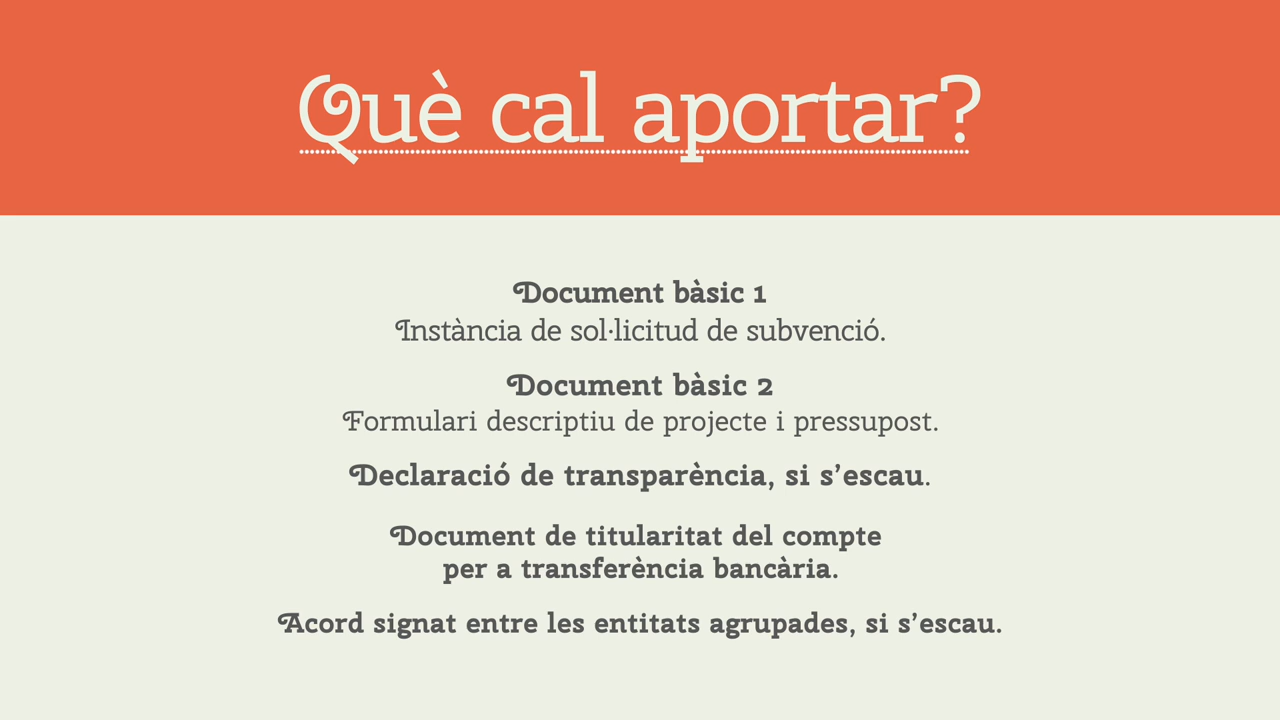 Què cal aportar?
Document bàsic 1
Instància de sol·licitud de subvenció.
Document bàsic 2
Formulari descriptiu de projecte i pressupost.
Declaració de transparència, si s’escau.
Document de titularitat del compte
per a transferència bancària.
Acord signat entre les entitats agrupades, si s’escau.